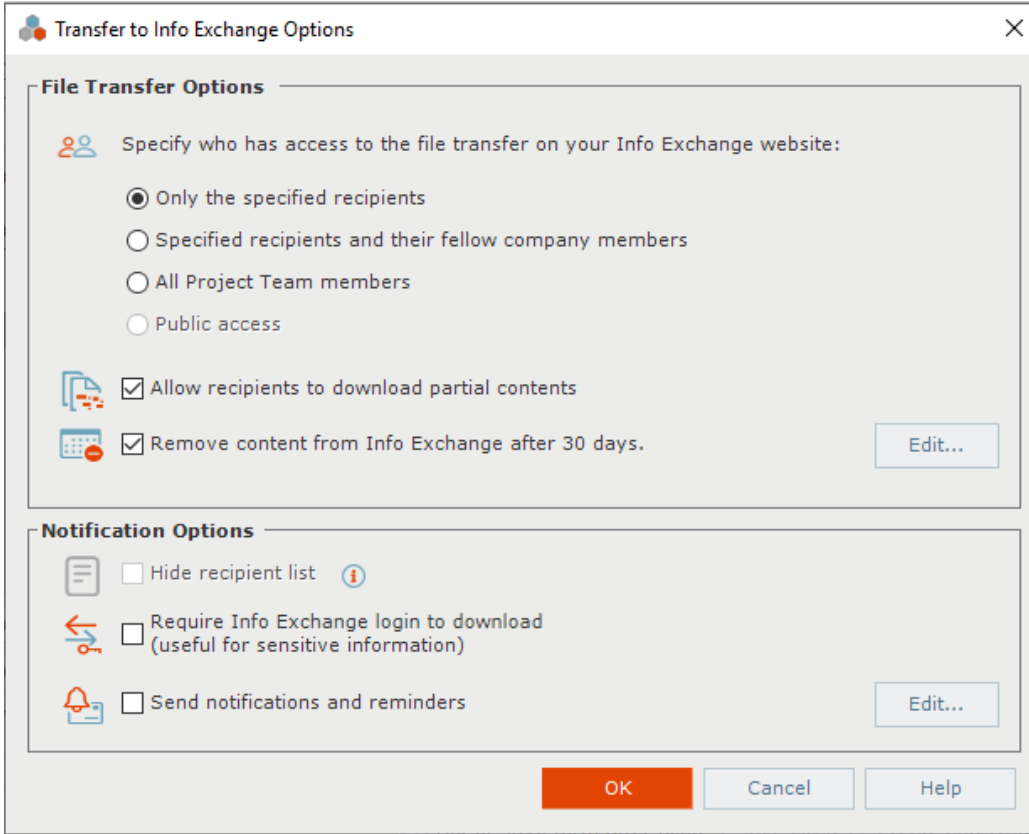 Transfer to Info Exchange Options
File Transfer Options
Specify who has access to the file transfer on your Info Exchange website:
Only the specified recipients
Specified recipients and their fellow company members
All Project Team members
Public access
Allow recipients to download partial contents
Remove content from Info Exchange after 30 days.
Edit...
Notification Options
Hide recipient list
Require Info Exchange login to download
(useful for sensitive information)
Send notifications and reminders
Edit...
OK
Cancel
Help